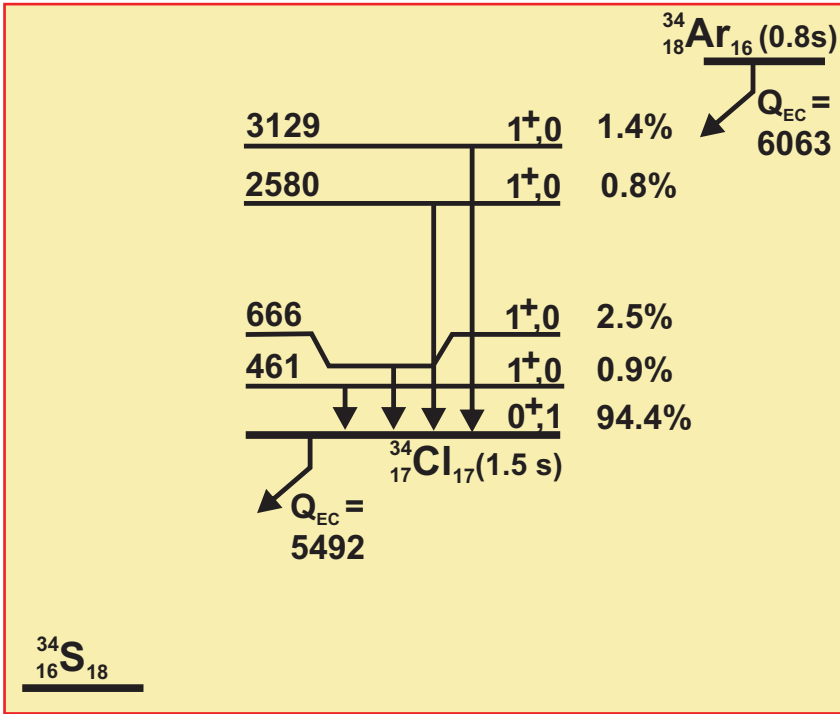 34
18Ar16 (0.8s)
QEC =
6063
3129 1+,0 1.4%
2580 1+,0 0.8%
666 1+,0 2.5%
461 1+,0 0.9%
0+,1 94.4%
34
17Cl17(1.5 s)
QEC =
5492
34
16S18